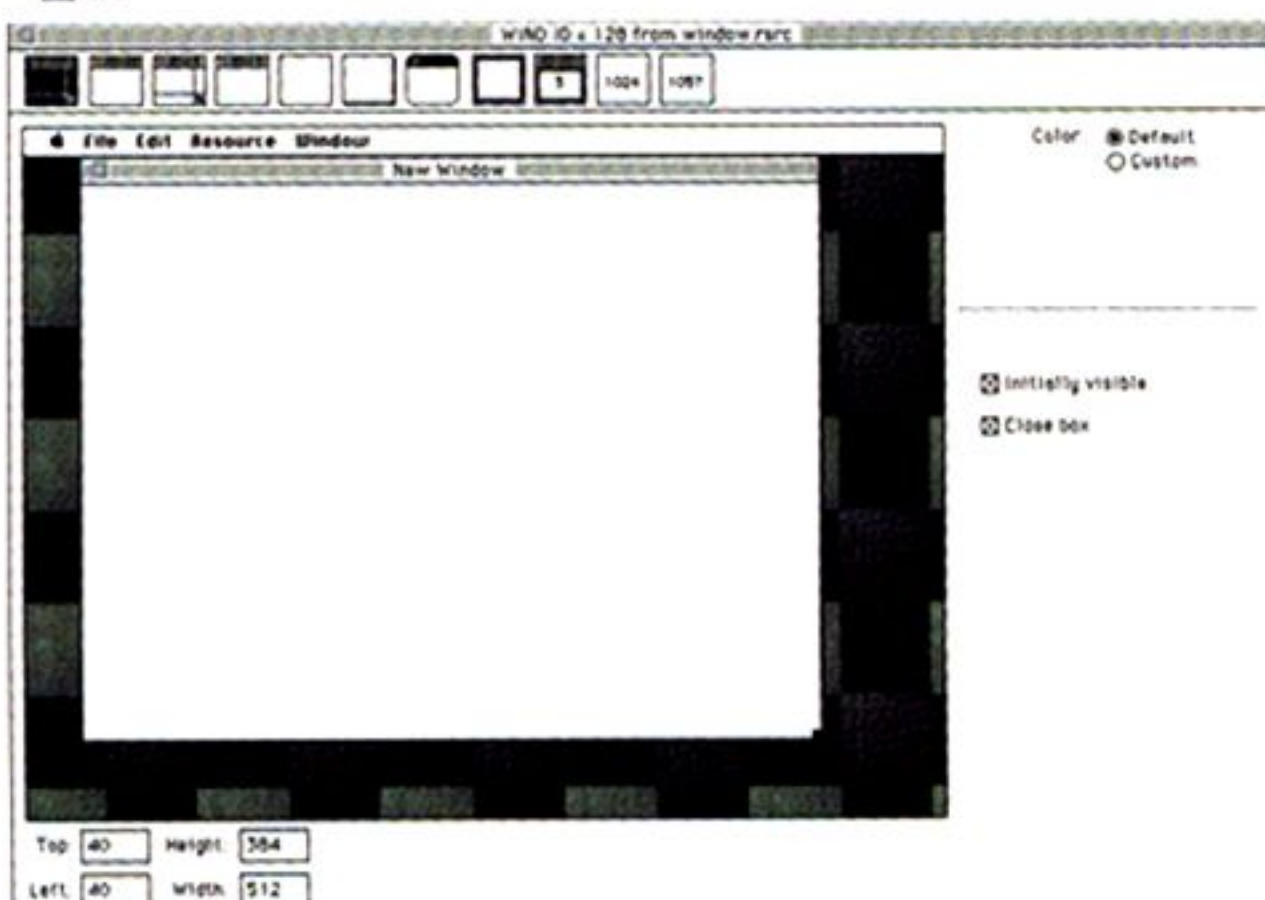 WIND ID = 128 from window.rsrc
5
1024
1057
File Edit Resource Window
New Window
Color Default
Custom
Initially visible
Close box
Top 40 Height 384
Left 40 Width 512